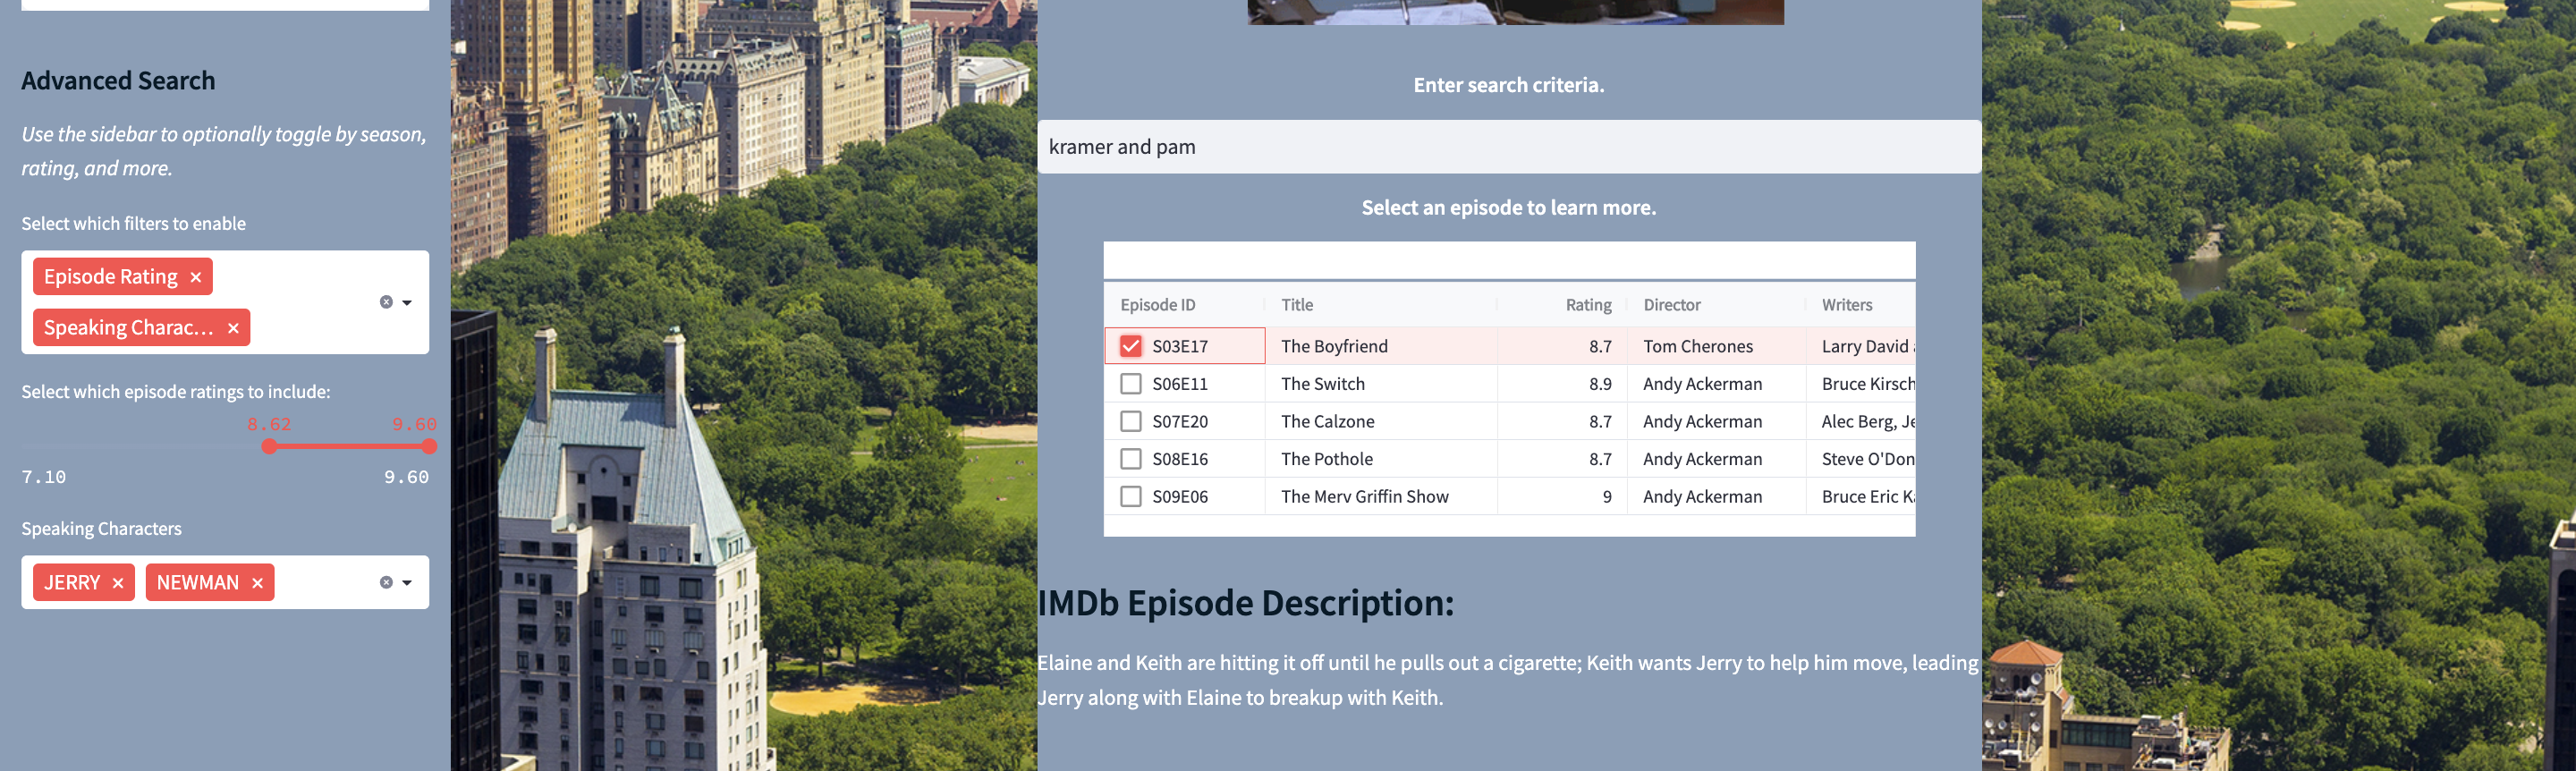 Advanced Search
Use the sidebar to optionally toggle by season,
rating, and more.
Select which filters to enable
Episode Rating
Speaking Charac...
Select which episode ratings to include:
8.62 9.60
7.10 9.60
Speaking Characters
JERRY NEWMAN
Enter search criteria.
kramer and pam
Select an episode to learn more.
Episode ID Title Rating Director Writers
S03E17 The Boyfriend 8.7 Tom Cherones Larry David
S06E11 The Switch 8.9 Andy Ackerman Bruce Kirsch
S07E20 The Calzone 8.7 Andy Ackerman Alec Berg, Je
S08E16 The Pothole 8.7 Andy Ackerman Steve O'Don
S09E06 The Merv Griffin Show 9 Andy Ackerman Bruce Eric Ka
IMDb Episode Description:
Elaine and Keith are hitting it off until he pulls out a cigarette; Keith wants Jerry to help him move, leading
Jerry along with Elaine to breakup with Keith.